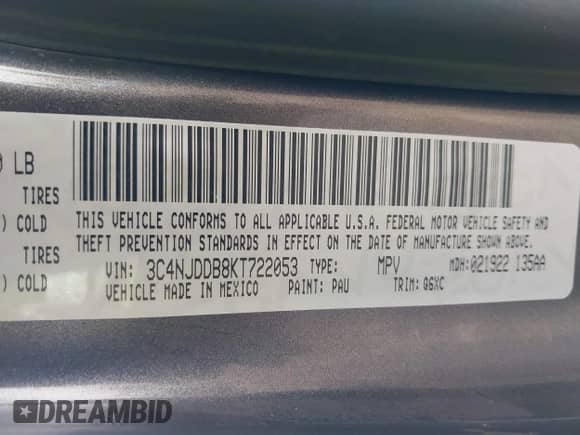 LB
TIRES
) COLD
TIRES
) COLD
THIS VEHICLE CONFORMS TO ALL APPLICABLE U.S.A. FEDERAL MOTOR VEHICLE SAFETY AND
THEFT PREVENTION STANDARDS IN EFFECT ON THE DATE OF MANUFACTURE SHOWN ABOVE.
VIN: 3C4NJDDB8KT722053 TYPE: MPV MDH:021922 135AA
VEHICLE MADE IN MEXICO PAINT: PAU TRIM: Q6XC
DREAMBID